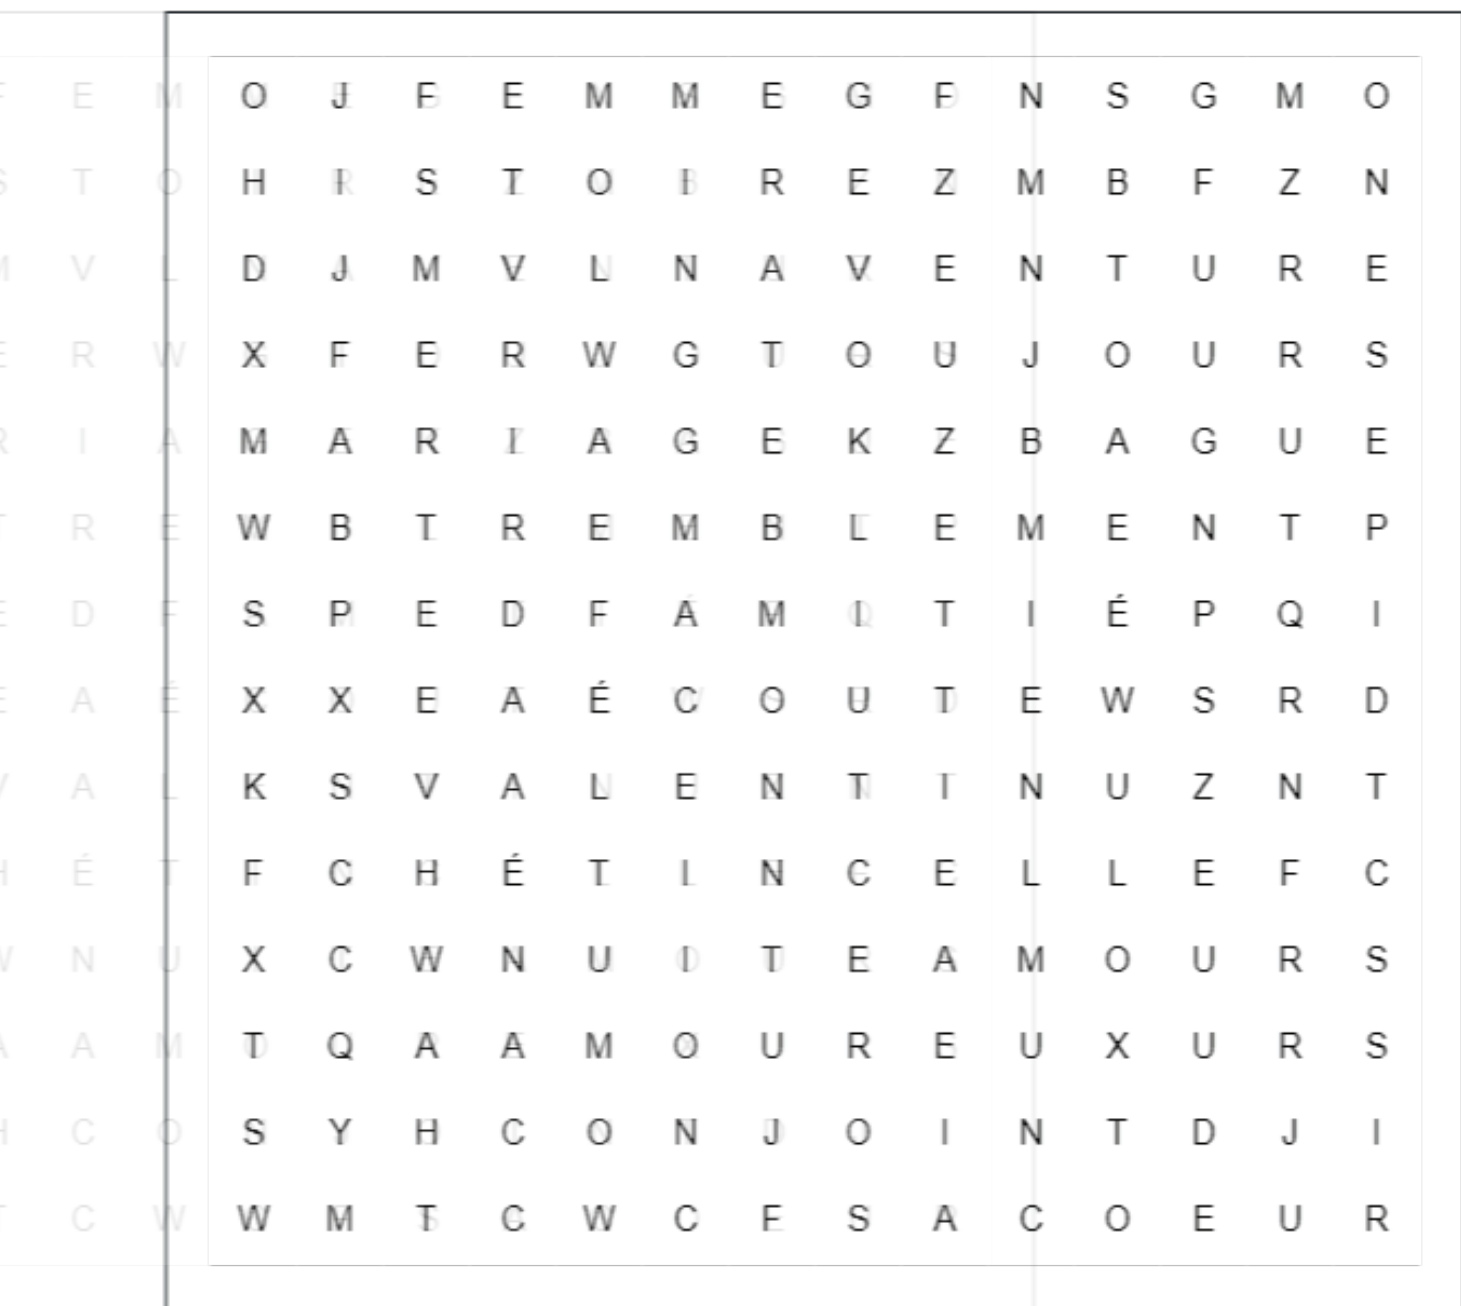 O J F E M M E G F N S G M O
H I S T O I R E Z M B F Z N
D J M V L N A V E N T U R E
X F E R W G T O U J O U R S
M A R I A G E K Z B A G U E
W B T R E M B L E M E N T P
S P E D F A M I T I É P Q I
X X E A É C O U T E W S R D
K S V A L E N T I N U Z N T
F C H É T I N C E L L E F C
X C W N U I T E A M O U R S
T Q A A M O U R E U X U R S
S Y H C O N J O I N T D J I
W M T C W C F S A C O E U R